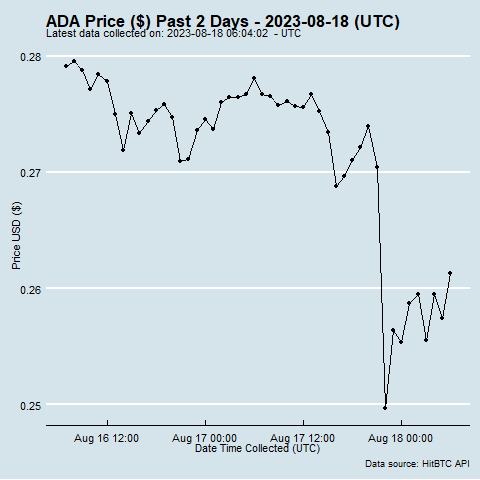 ADA Price ($) Past 2 Days - 2023-08-18 (UTC)
Latest data collected on: 2023-08-18 06:04:02  - UTC
0.28
0.27
0.26
0.25
Price USD ($)
Aug 16 12:00 Aug 17 00:00 Aug 17 12:00 Aug 18 00:00
Date Time Collected (UTC)
Data source: HitBTC API